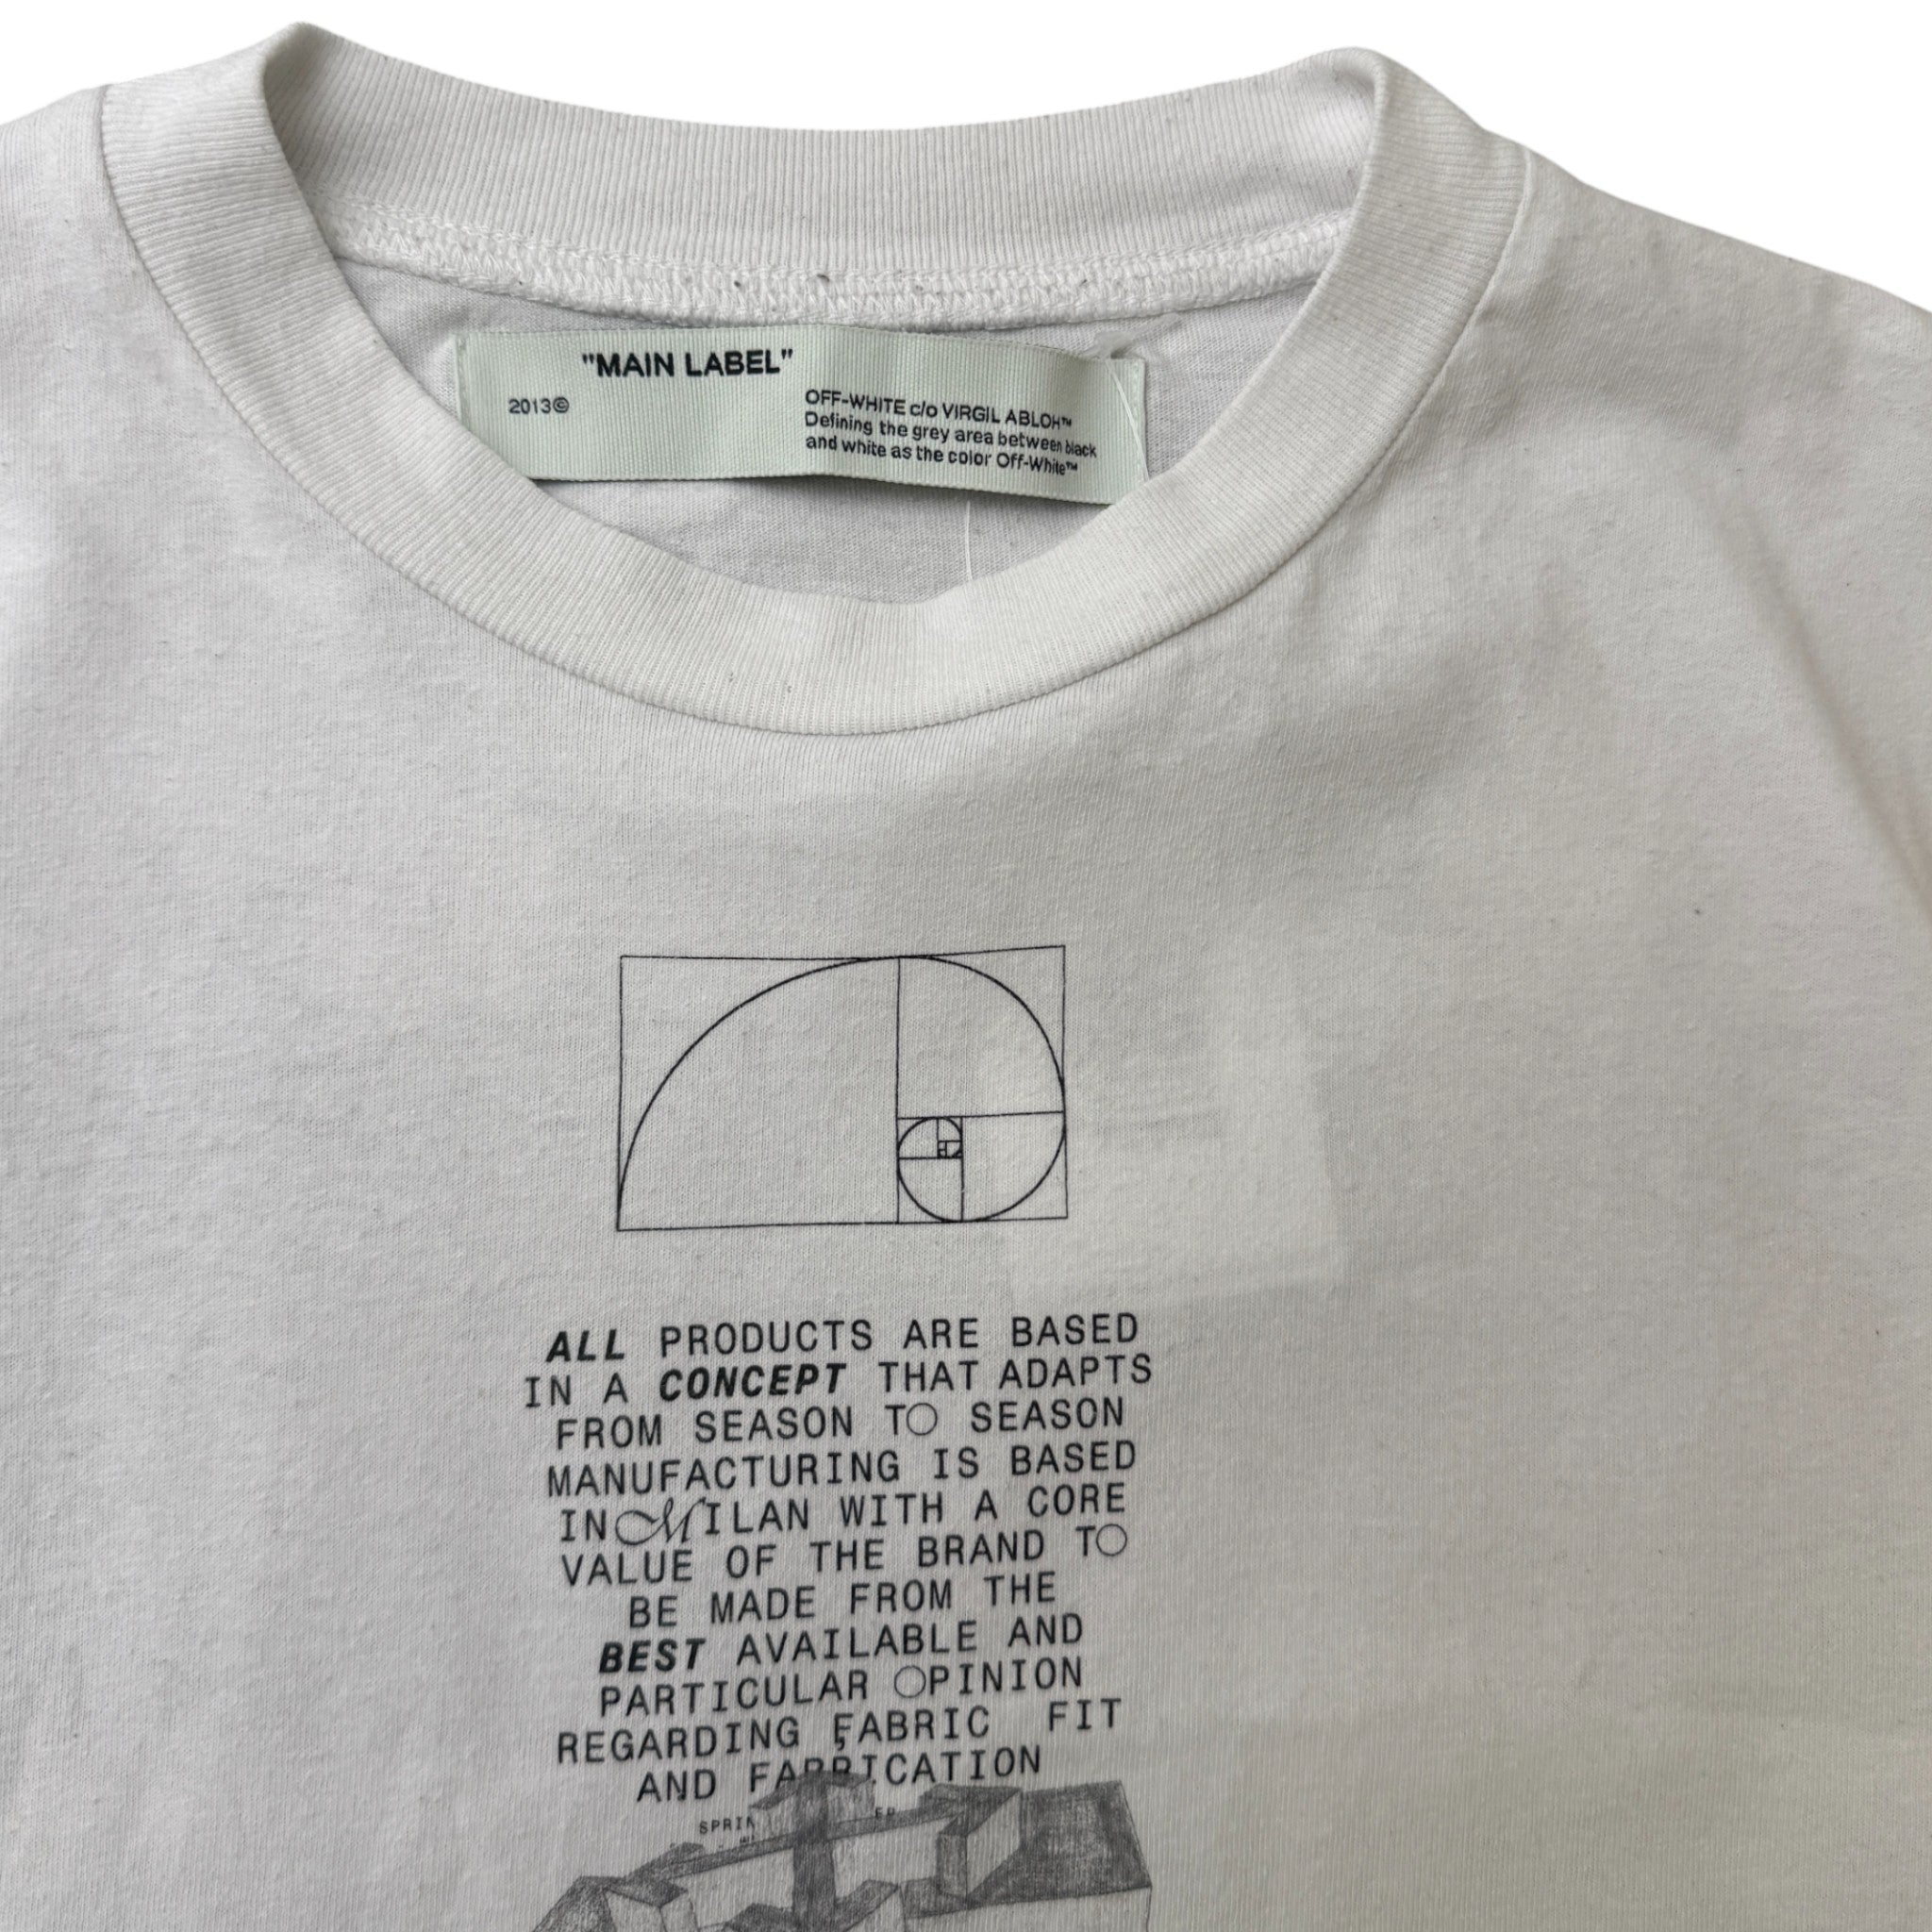 "MAIN LABEL"
2013©
OFF-WHITE c/o VIRGIL ABLOH™
Defining the grey area between black
and white as the color Off-White™
ALL PRODUCTS ARE BASED
IN A CONCEPT THAT ADAPTS
FROM SEASON TO SEASON
MANUFACTURING IS BASED
IN MILAN WITH A CORE
VALUE OF THE BRAND TO
BE MADE FROM THE
BEST AVAILABLE AND
PARTICULAR OPINION
REGARDING FABRIC FIT
AND FABRICATION